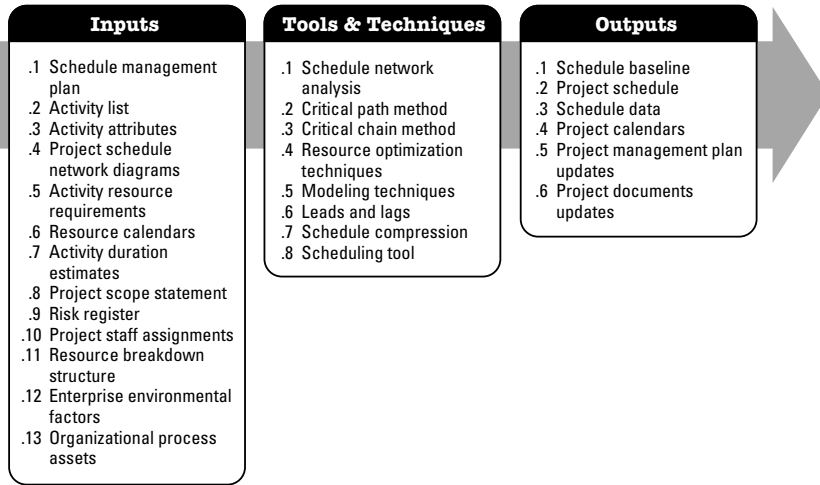 Inputs
.1 Schedule management
plan
.2 Activity list
.3 Activity attributes
.4 Project schedule
network diagrams
.5 Activity resource
requirements
.6 Resource calendars
.7 Activity duration
estimates
.8 Project scope statement
.9 Risk register
.10 Project staff assignments
.11 Resource breakdown
structure
.12 Enterprise environmental
factors
.13 Organizational process
assets
Tools & Techniques
.1 Schedule network
analysis
.2 Critical path method
.3 Critical chain method
.4 Resource optimization
techniques
.5 Modeling techniques
.6 Leads and lags
.7 Schedule compression
.8 Scheduling tool
Outputs
.1 Schedule baseline
.2 Project schedule
.3 Schedule data
.4 Project calendars
.5 Project management plan
updates
.6 Project documents
updates